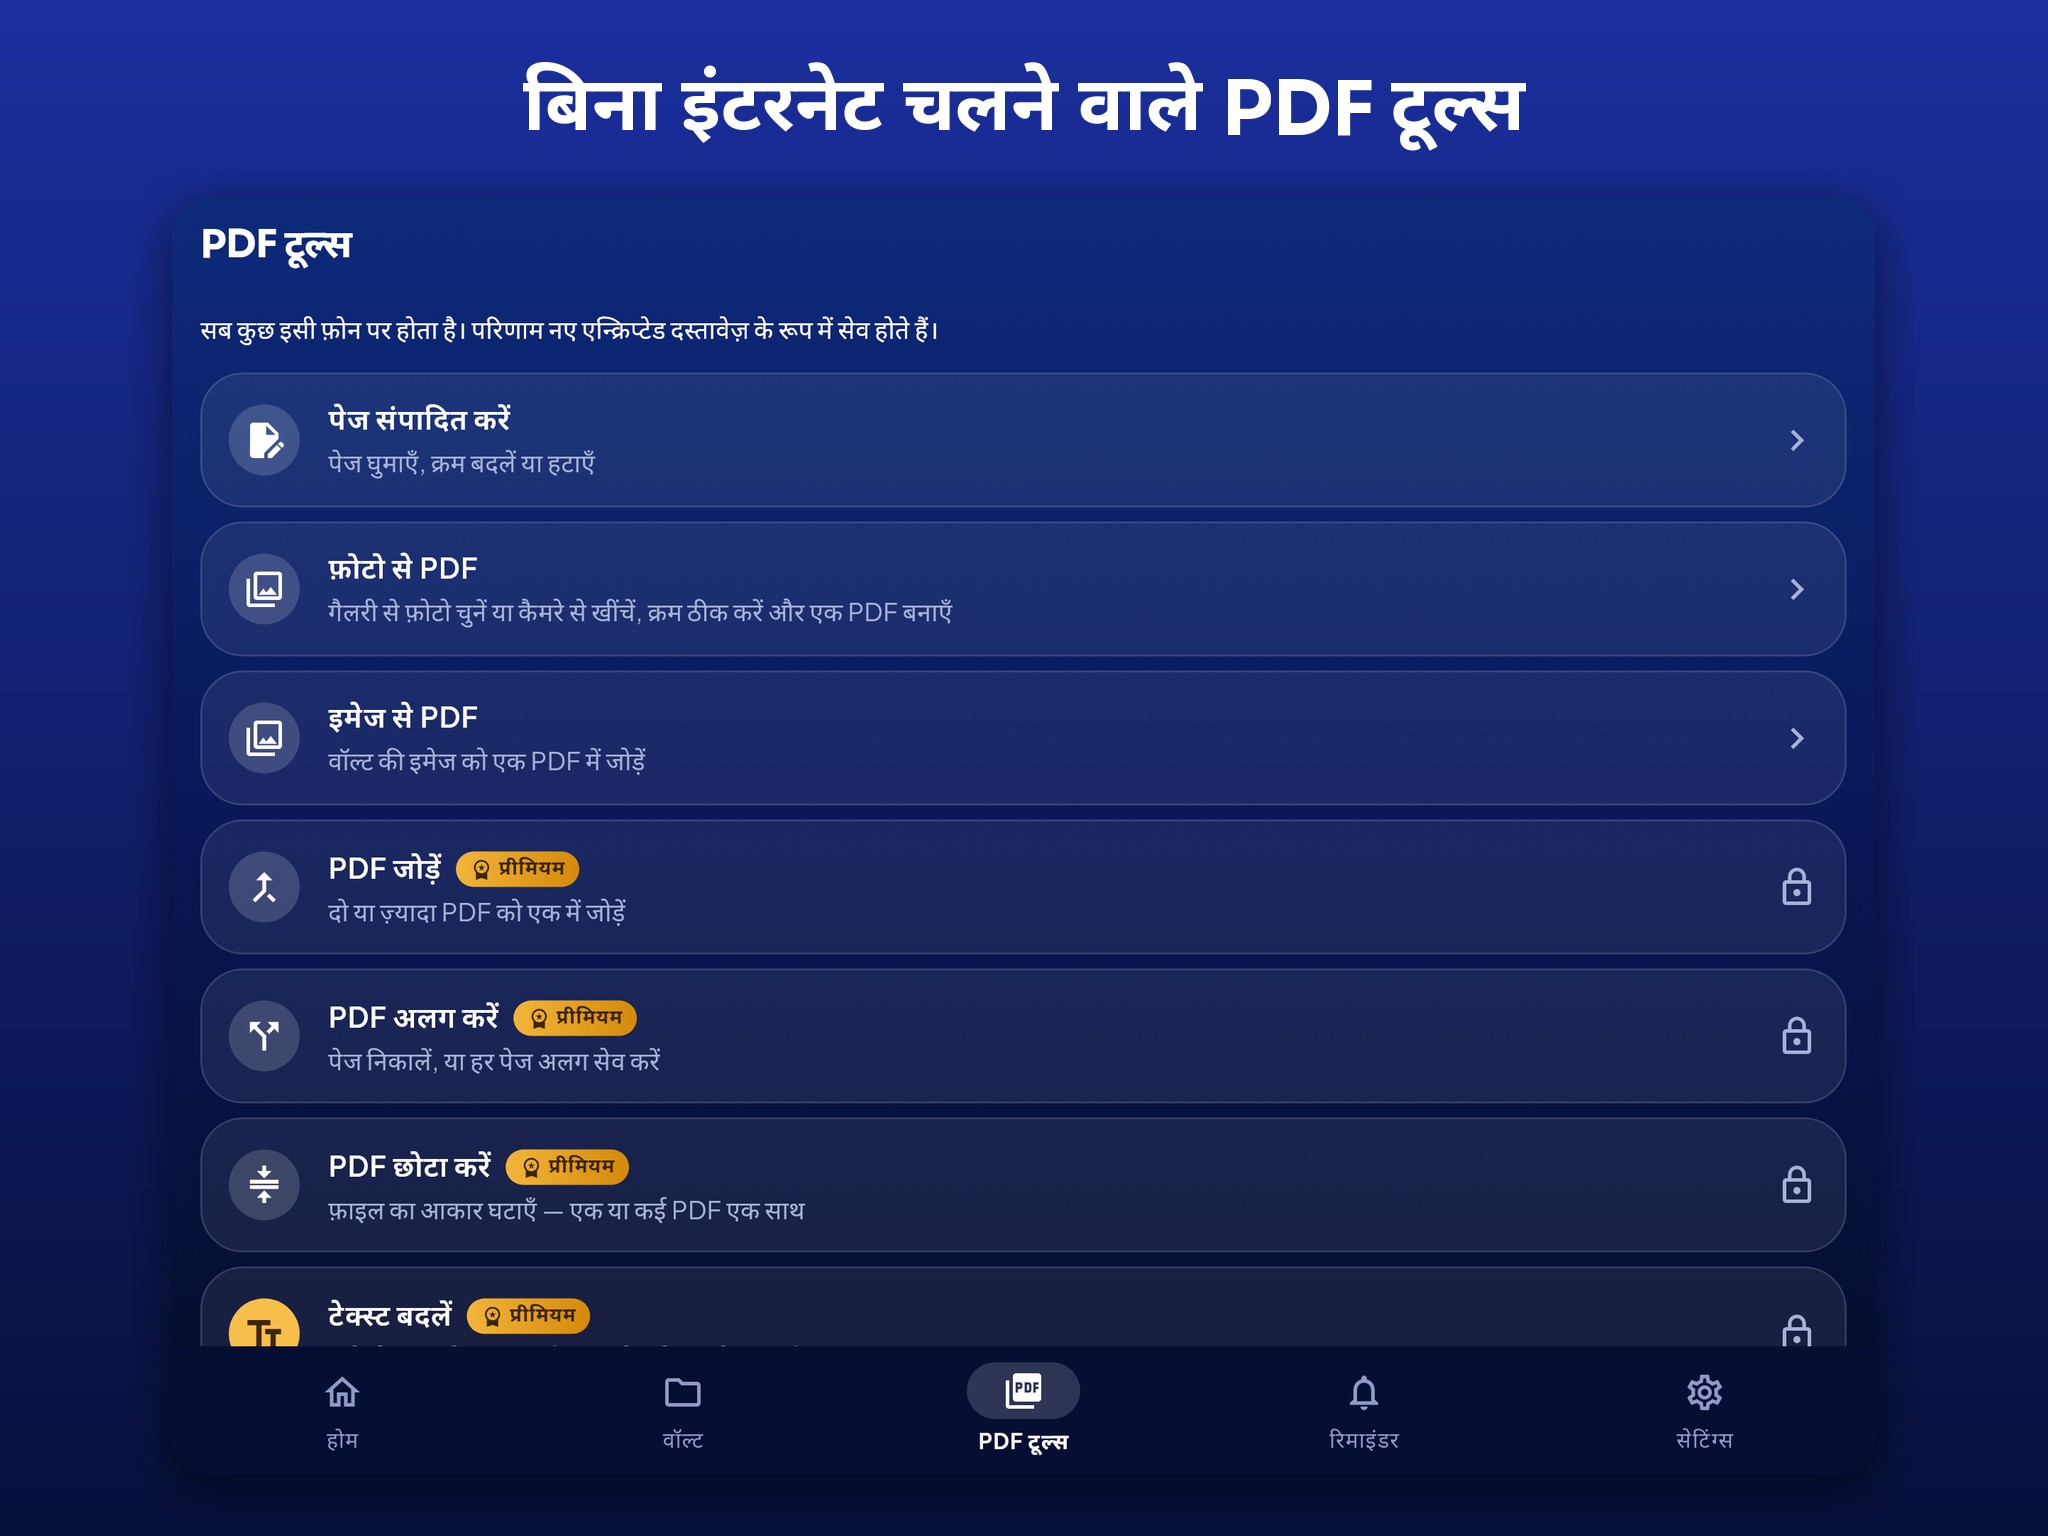 बिना इंटरनेट चलने वाले PDF टूल्स
PDF टूल्स
सब कुछ इसी फ़ोन पर होता है। परिणाम नए एन्क्रिप्टेड दस्तावेज़ के रूप में सेव होते हैं।
पेज संपादित करें
पेज घुमाएँ, क्रम बदलें या हटाएँ
फ़ोटो से PDF
गैलरी से फ़ोटो चुनें या कैमरे से खींचें, क्रम ठीक करें और एक PDF बनाएँ
इमेज से PDF
वॉल्ट की इमेज को एक PDF में जोड़ें
PDF जोड़ें प्रीमियम
दो या ज़्यादा PDF को एक में जोड़ें
PDF अलग करें प्रीमियम
पेज निकालें, या हर पेज अलग सेव करें
PDF छोटा करें प्रीमियम
फ़ाइल का आकार घटाएँ — एक या कई PDF एक साथ
टेक्स्ट बदलें प्रीमियम
होम वॉल्ट PDF टूल्स रिमाइंडर सेटिंग्स